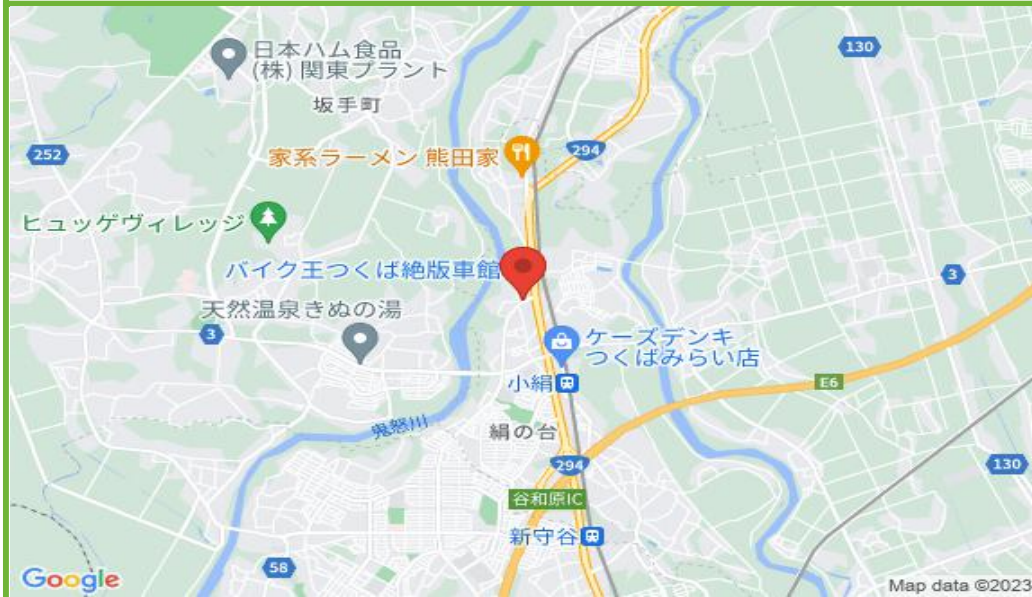 日本ハム食品
(株) 関東プラント
130
坂手町
252
家系ラーメン 熊田家
294
ヒュッゲヴィレッジ
バイク王つくば絶版車館
3
天然温泉きぬの湯
3
ケーズデンキ
つくばみらい店
小絹
E6
鬼怒川
絹の台
294
130
谷和原IC
新守谷
58
Google
Map data ©2023